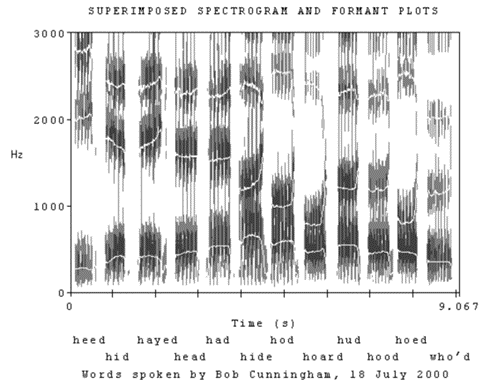 SUPERIMPOSED SPECTROGRAM AND FORMANT PLOTS
3000
2000
Hz
1000
0
0 9.067
Time (s)
heed hayed had hod hud hoed
hid head hide hoard hood who'd
Words spoken by Bob Cunningham, 18 July 2000